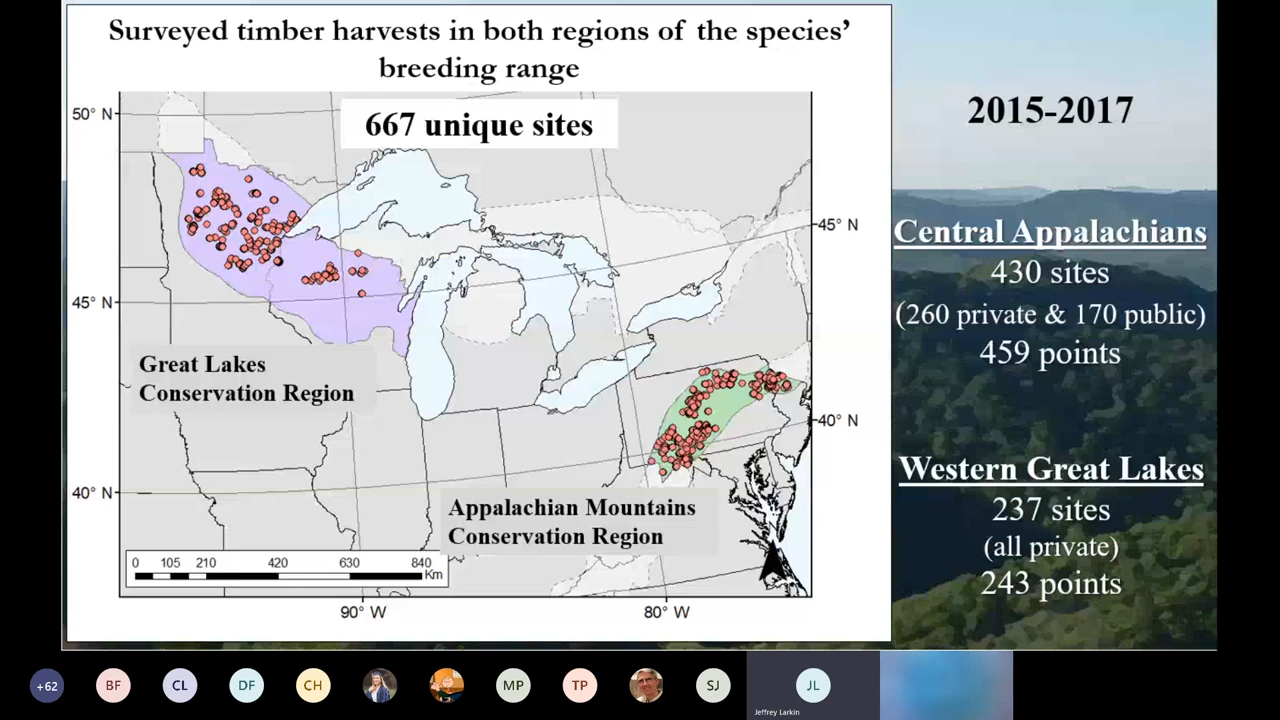 Surveyed timber harvests in both regions of the species’
breeding range
667 unique sites
50° N
45° N
40° N
45° N
40° N
90° W
80° W
Great Lakes
Conservation Region
Appalachian Mountains
Conservation Region
0 105 210 420 630 840
Km
2015-2017
Central Appalachians
430 sites
(260 private & 170 public)
459 points
Western Great Lakes
237 sites
(all private)
243 points
+62 BF CL DF CH MP TP SJ JL
Jeffrey Larkin